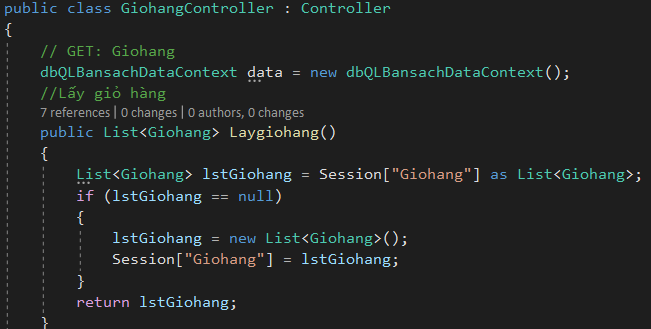 public class GiohangController : Controller
{
// GET: Giohang
dbQLBansachDataContext data = new dbQLBansachDataContext();
//Lấy giỏ hàng
7 references | 0 changes | 0 authors, 0 changes
public List<Giohang> Laygiohang()
{
List<Giohang> lstGiohang = Session["Giohang"] as List<Giohang>;
if (lstGiohang == null)
{
lstGiohang = new List<Giohang>();
Session["Giohang"] = lstGiohang;
}
return lstGiohang;
}